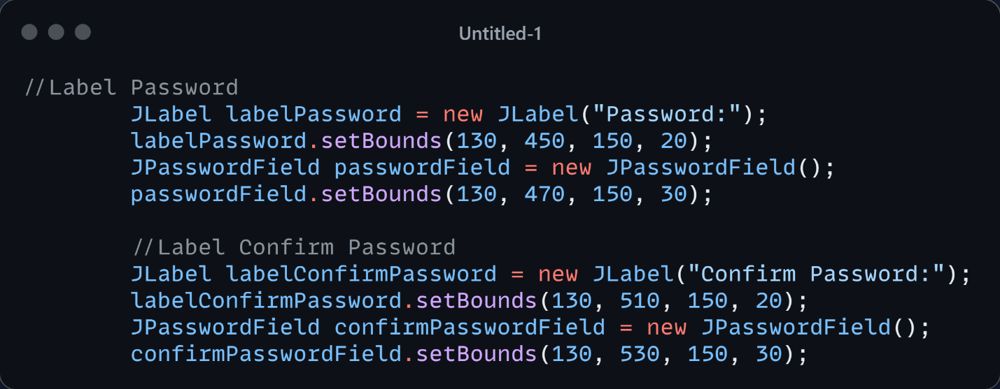 Untitled-1
//Label Password
JLabel labelPassword = new JLabel("Password:");
labelPassword.setBounds(130, 450, 150, 20);
JPasswordField passwordField = new JPasswordField();
passwordField.setBounds(130, 470, 150, 30);
//Label Confirm Password
JLabel labelConfirmPassword = new JLabel("Confirm Password:");
labelConfirmPassword.setBounds(130, 510, 150, 20);
JPasswordField confirmPasswordField = new JPasswordField();
confirmPasswordField.setBounds(130, 530, 150, 30);